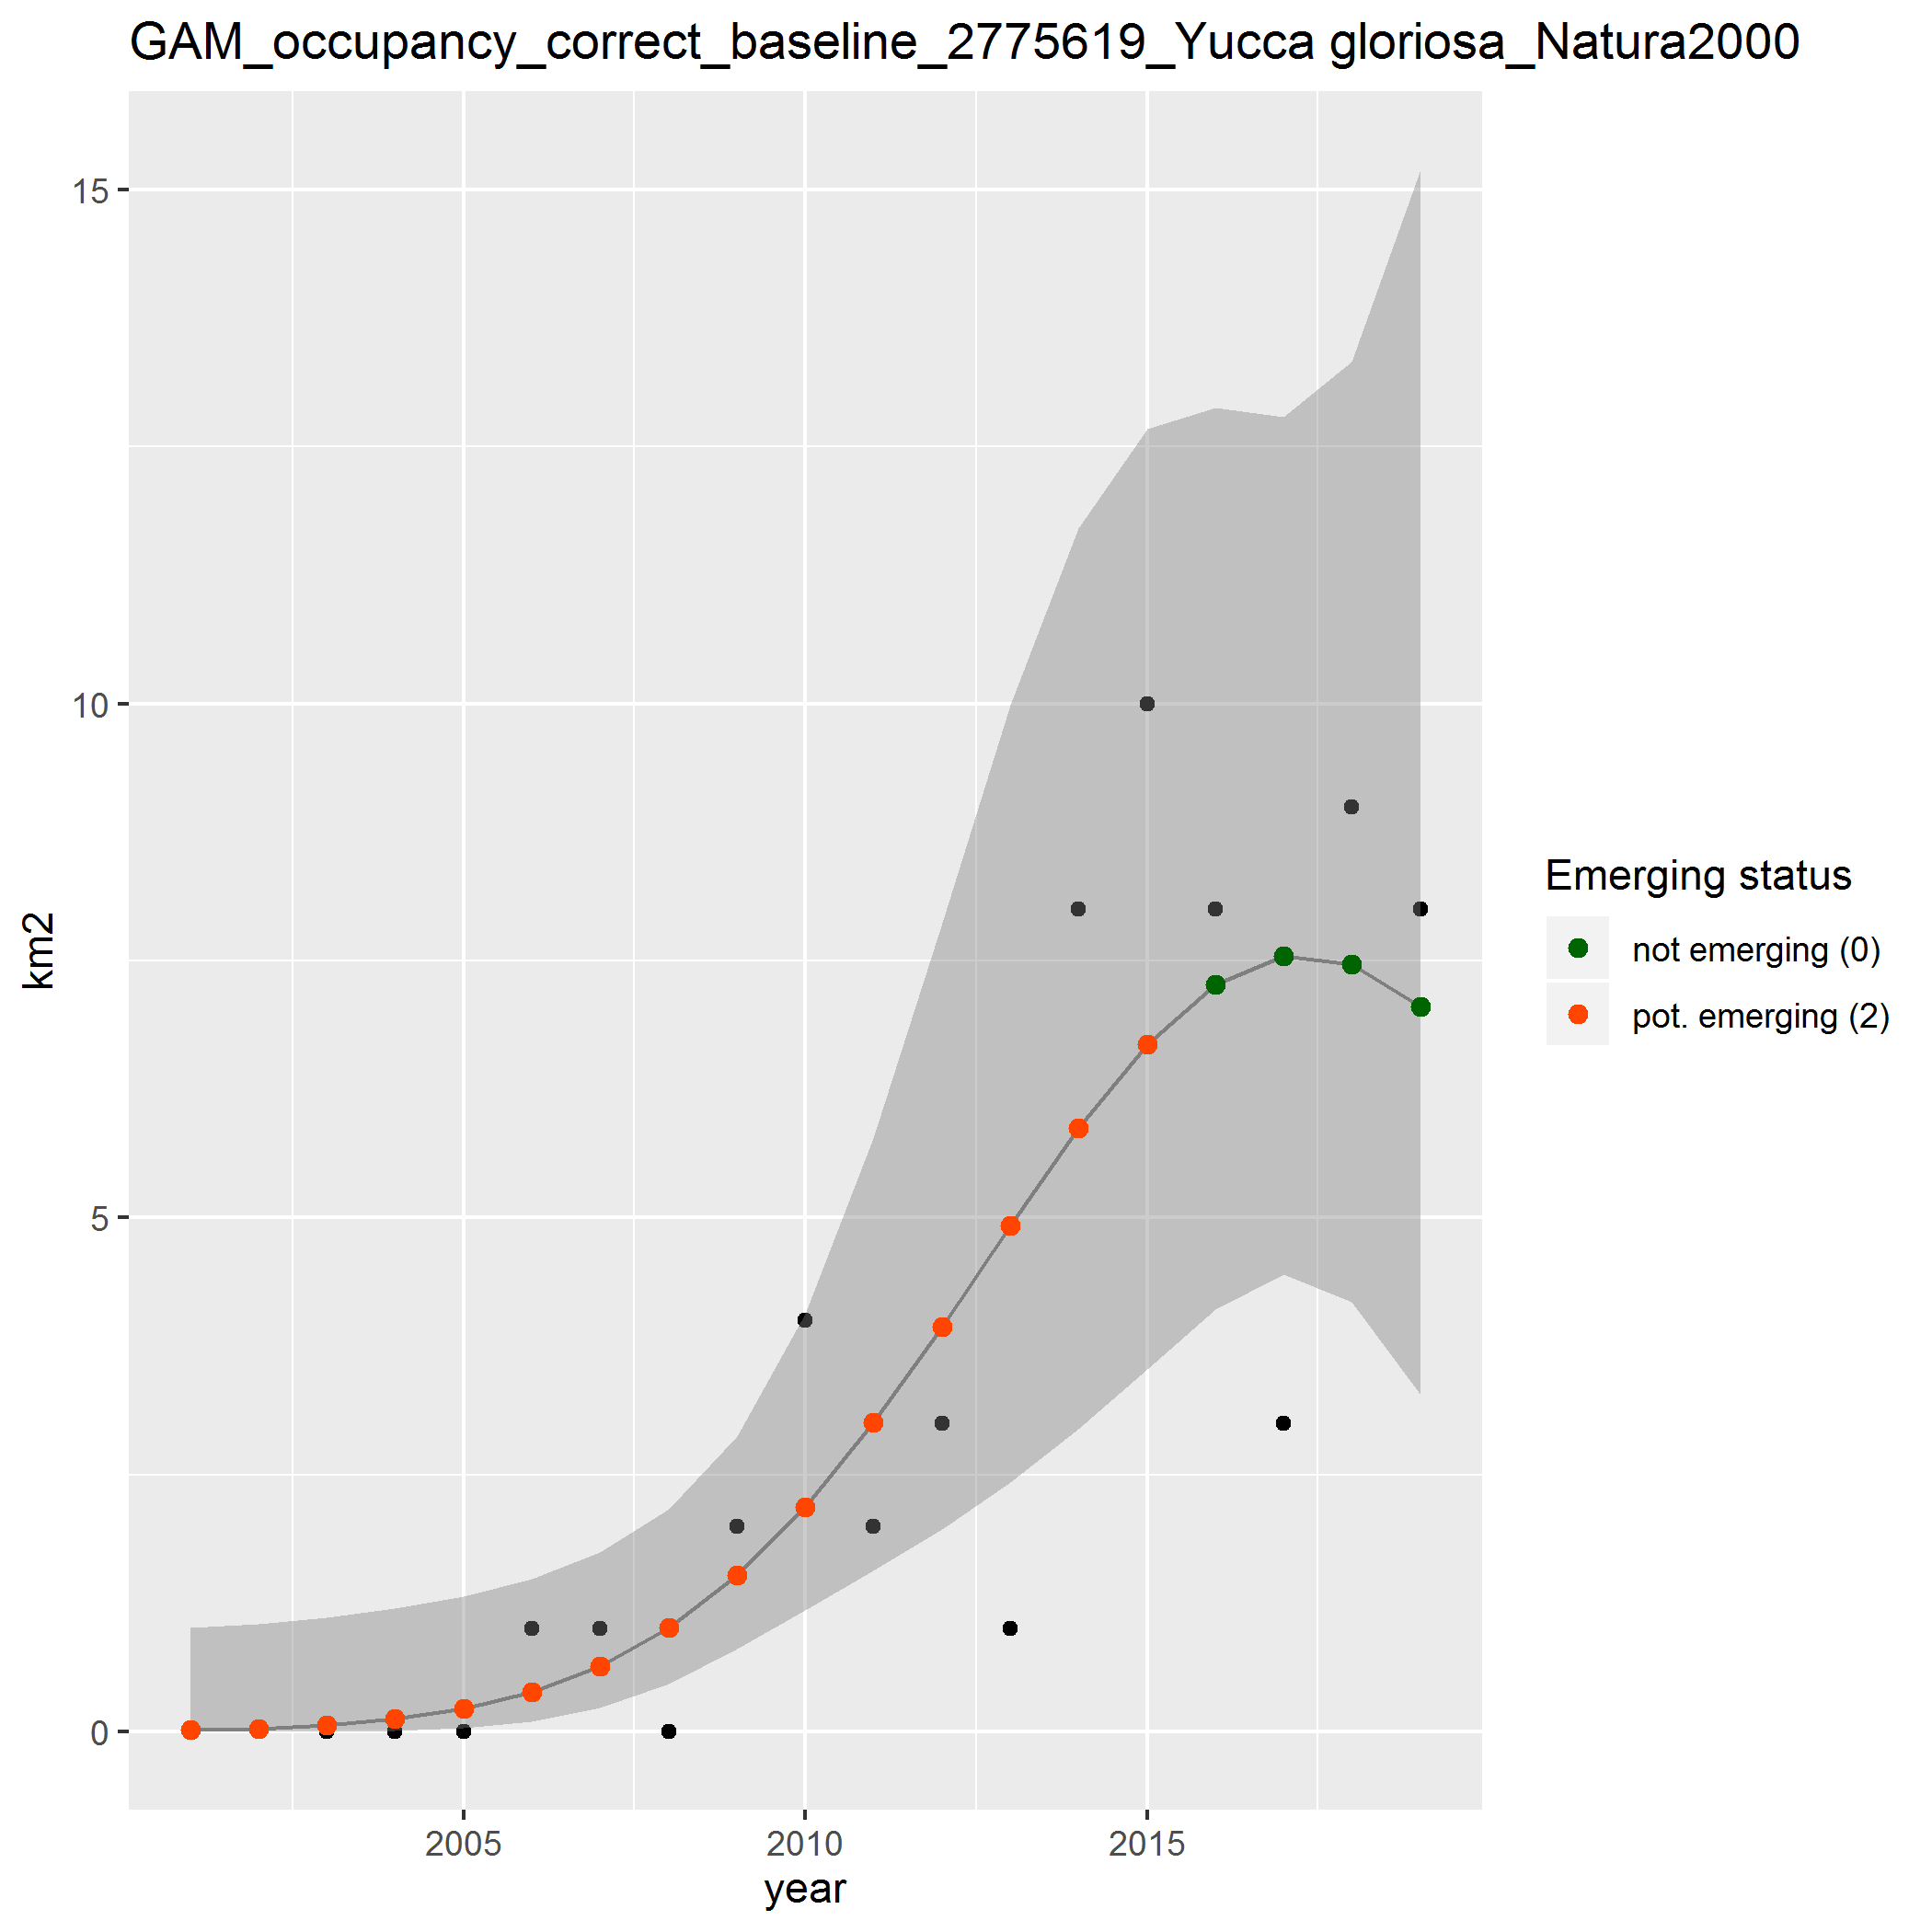 GAM_occupancy_correct_baseline_2775619_Yucca gloriosa_Natura2000
15
10
5
0
km2
2005
2010
2015
year
Emerging status
not emerging (0)
pot. emerging (2)